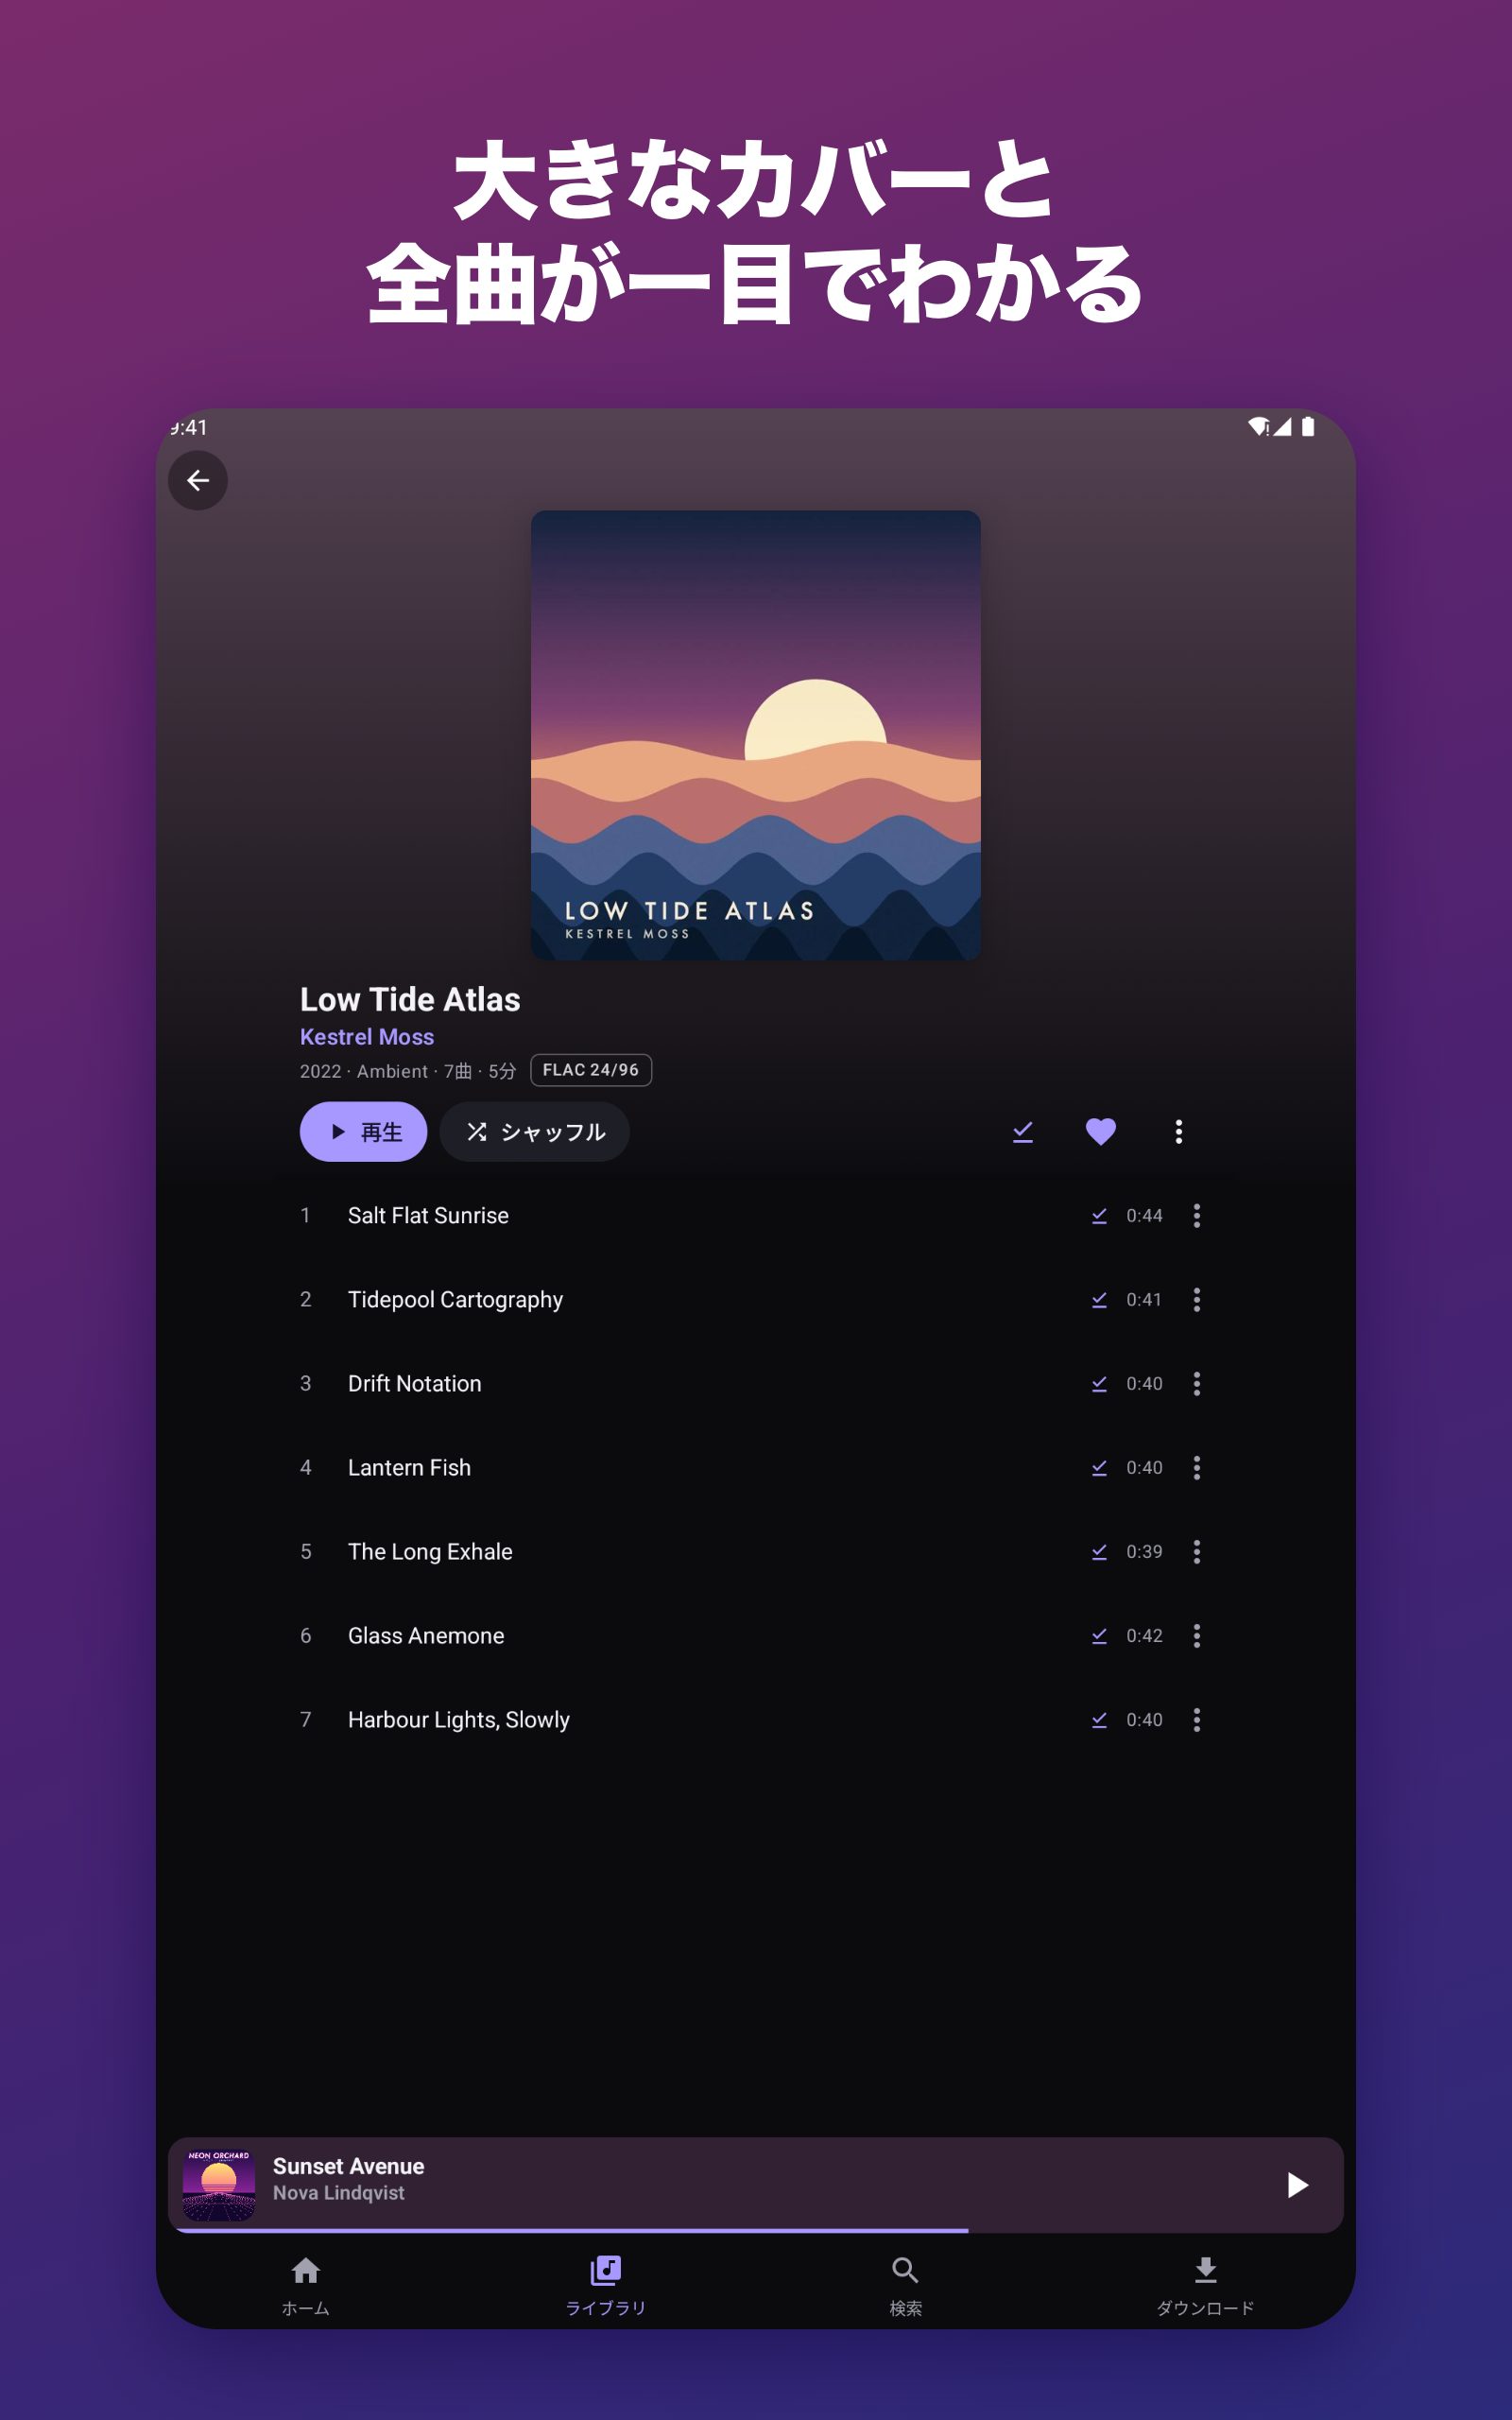 大きなカバーと
全曲が一目でわかる
9:41
LOW TIDE ATLAS
KESTREL MOSS
Low Tide Atlas
Kestrel Moss
2022 · Ambient · 7曲 · 5分 FLAC 24/96
再生 シャッフル
1 Salt Flat Sunrise 0:44
2 Tidepool Cartography 0:41
3 Drift Notation 0:40
4 Lantern Fish 0:40
5 The Long Exhale 0:39
6 Glass Anemone 0:42
7 Harbour Lights, Slowly 0:40
NEON ORCHARD
Sunset Avenue
Nova Lindqvist
ホーム ライブラリ 検索 ダウンロード